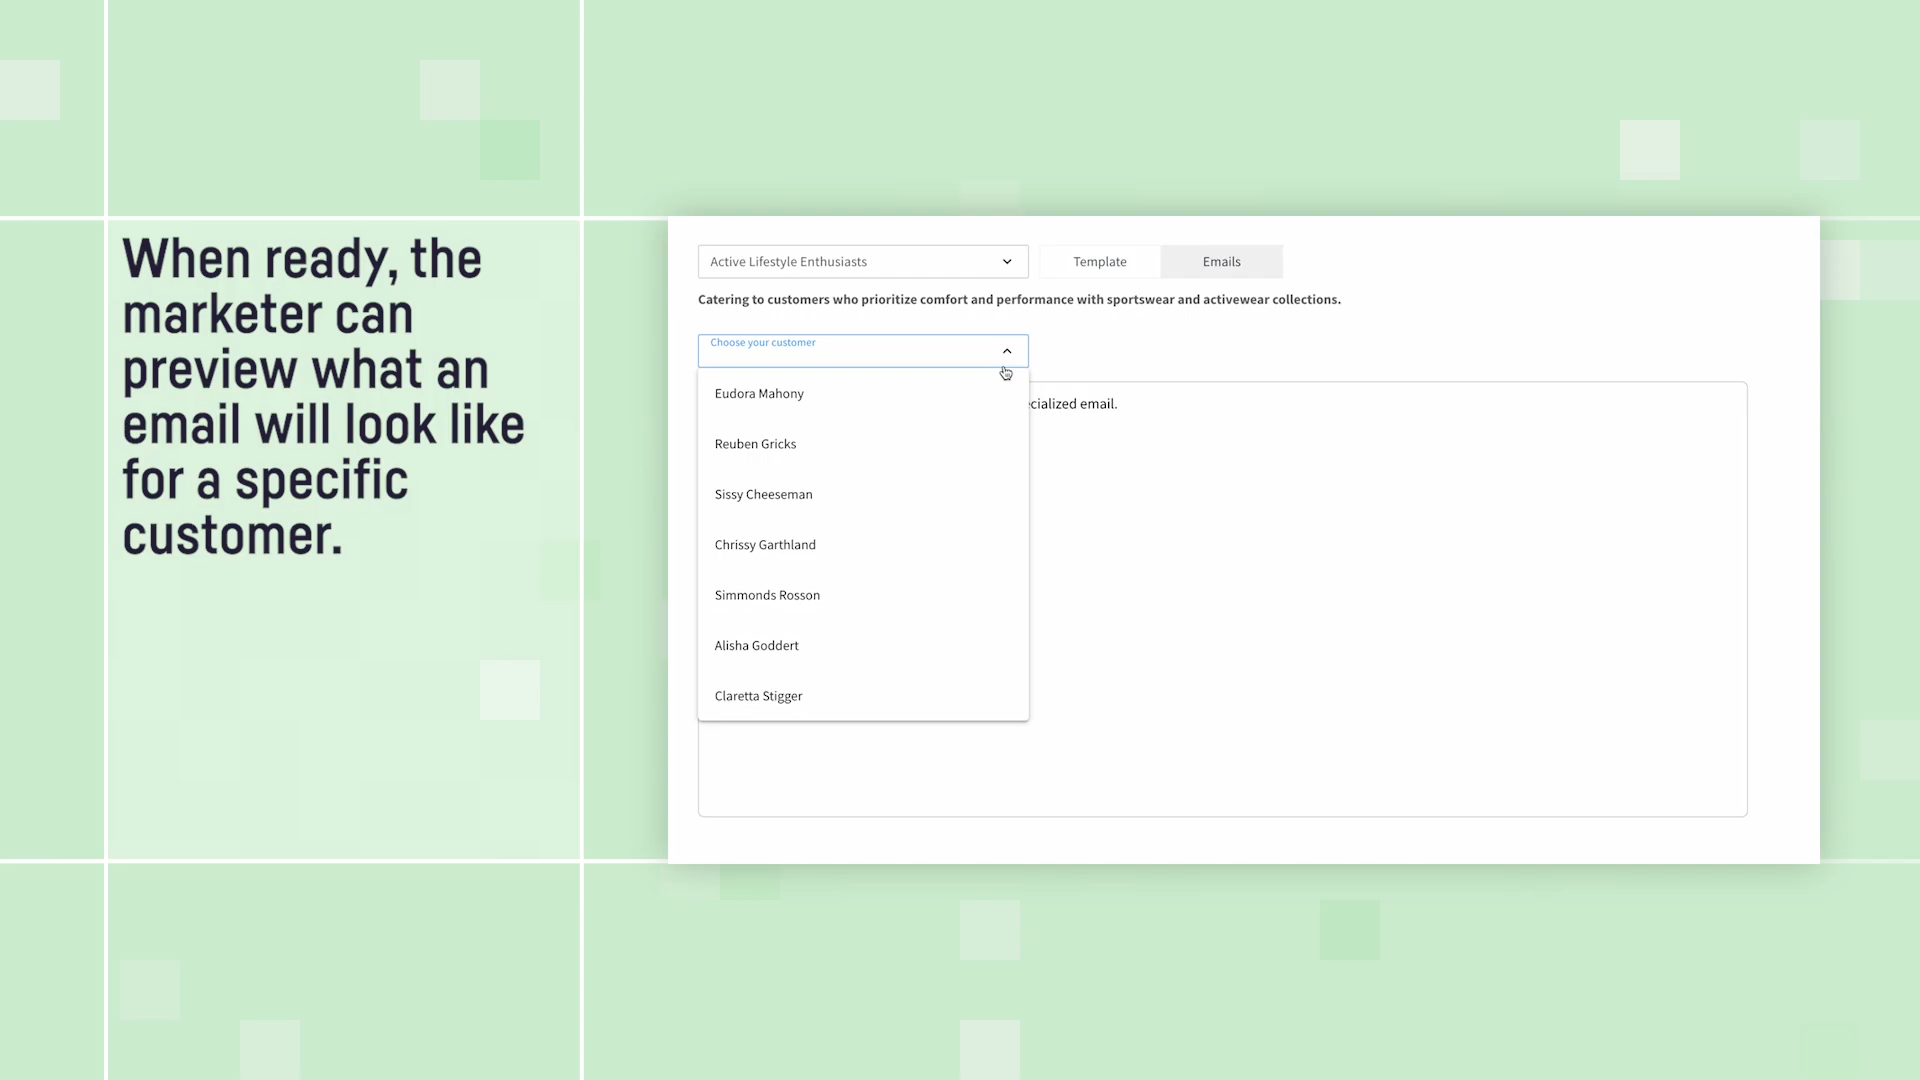 When ready, the
marketer can
preview what an
email will look like
for a specific
customer.
Active Lifestyle Enthusiasts
Template
Emails
Catering to customers who prioritize comfort and performance with sportswear and activewear collections.
Choose your customer
Eudora Mahony
email.
Reuben Gricks
Sissy Cheeseman
Chrissy Garthland
Simmonds Rosson
Alisha Goddert
Claretta Stigger